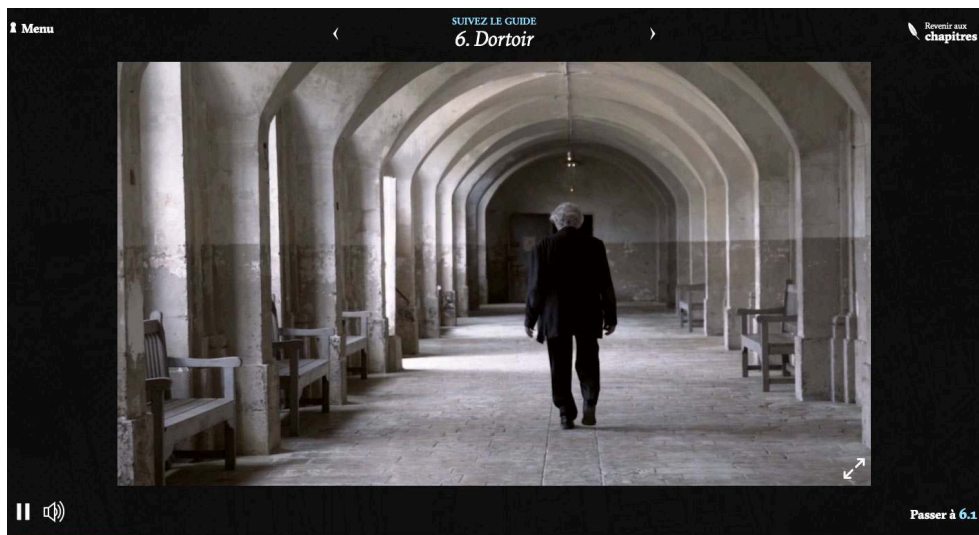 Menu
SUIVEZ LE GUIDE
6. Dortoir
Revenir aux
chapitres
Passer à 6.1